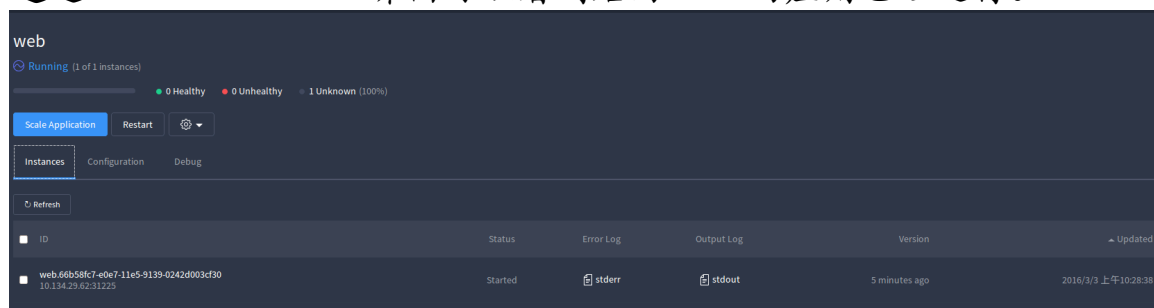 web
Running (1 of 1 instances)
0 Healthy 0 Unhealthy 1 Unknown (100%)
Scale Application Restart
Instances Configuration Debug
Refresh
ID Status Error Log Output Log Version Updated
web.66b58fc7-e0e7-11e5-9139-0242d003cf30
10.134.29.62:31225 Started stderr stdout 5 minutes ago 2016/3/3 上午10:28:38